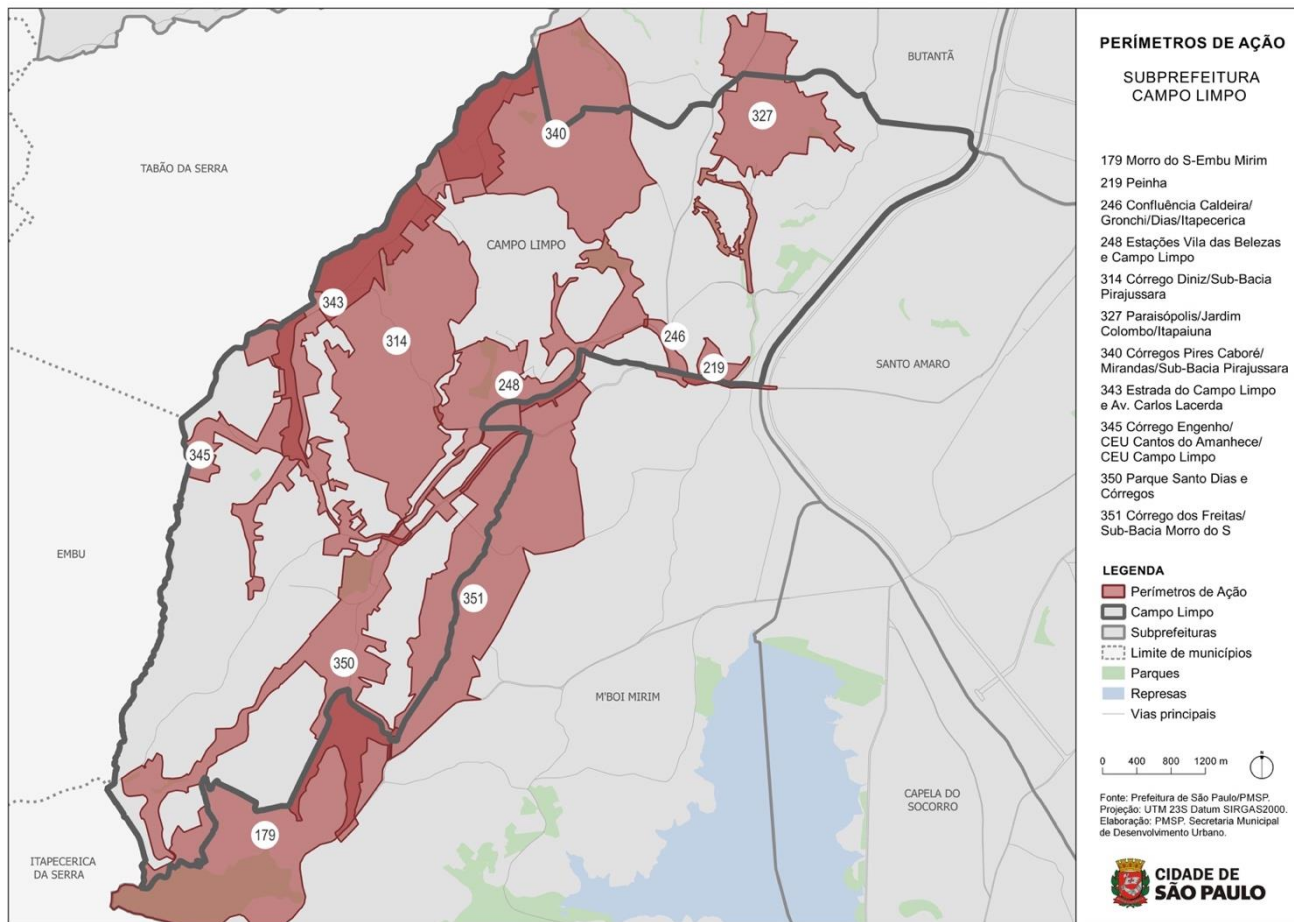 BUTANTÃ
327
340
TABÃO DA SERRA
CAMPO LIMPO
343
314
246
219
248
SANTO AMARO
345
EMBU
351
350
M'BOI MIRIM
CAPELA DO
SOCORRO
179
ITAPECERICA
DA SERRA
PERÍMETROS DE AÇÃO
SUBPREFEITURA
CAMPO LIMPO
179 Morro do S-Embu Mirim
219 Peinha
246 Confluência Caldeira/
Gronchi/Dias/Itapecerica
248 Estações Vila das Belezas
e Campo Limpo
314 Córrego Diniz/Sub-Bacia
Pirajussara
327 Paraisópolis/Jardim
Colombo/Itapaiuna
340 Córregos Pires Caboré/
Mirandas/Sub-Bacia Pirajussara
343 Estrada do Campo Limpo
e Av. Carlos Lacerda
345 Córrego Engenho/
CEU Cantos do Amanhece/
CEU Campo Limpo
350 Parque Santo Dias e
Córregos
351 Córrego dos Freitas/
Sub-Bacia Morro do S
LEGENDA
Perímetros de Ação
Campo Limpo
Subprefeituras
Limite de municípios
Parques
Represas
Vias principais
0 400 800 1200 m
Fonte: Prefeitura de São Paulo/PMSP.
Projeção: UTM 23S Datum SIRGAS2000.
Elaboração: PMSP. Secretaria Municipal
de Desenvolvimento Urbano.
CIDADE DE
SÃO PAULO